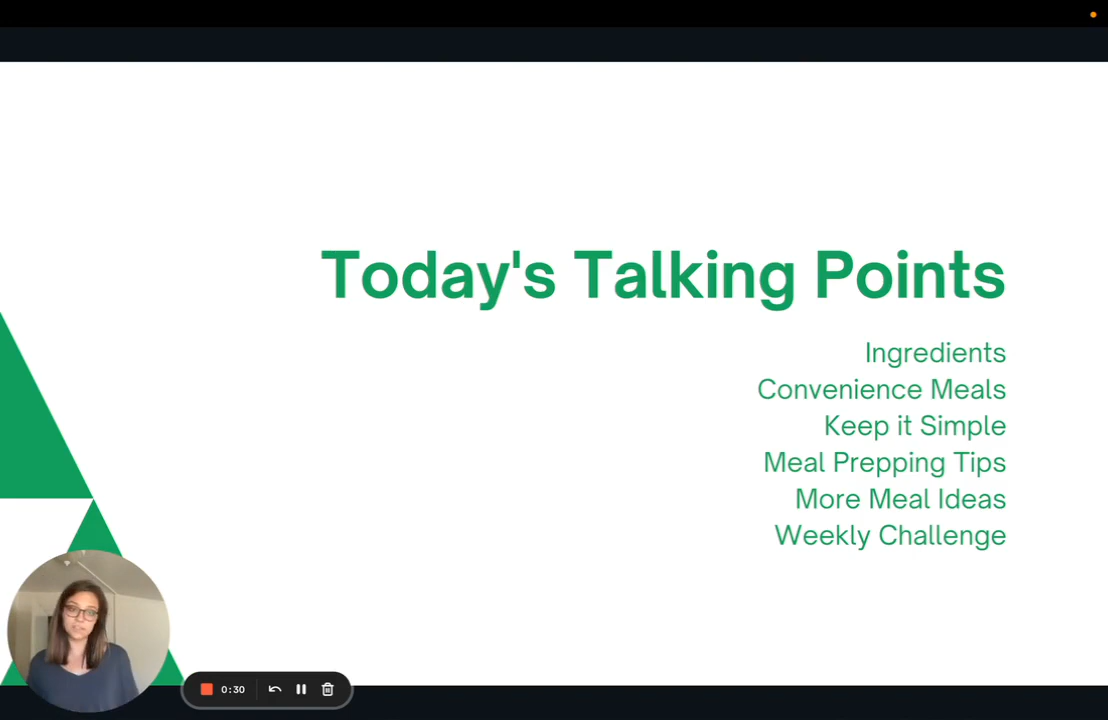 Today's Talking Points
Ingredients
Convenience Meals
Keep it Simple
Meal Prepping Tips
More Meal Ideas
Weekly Challenge
0:30